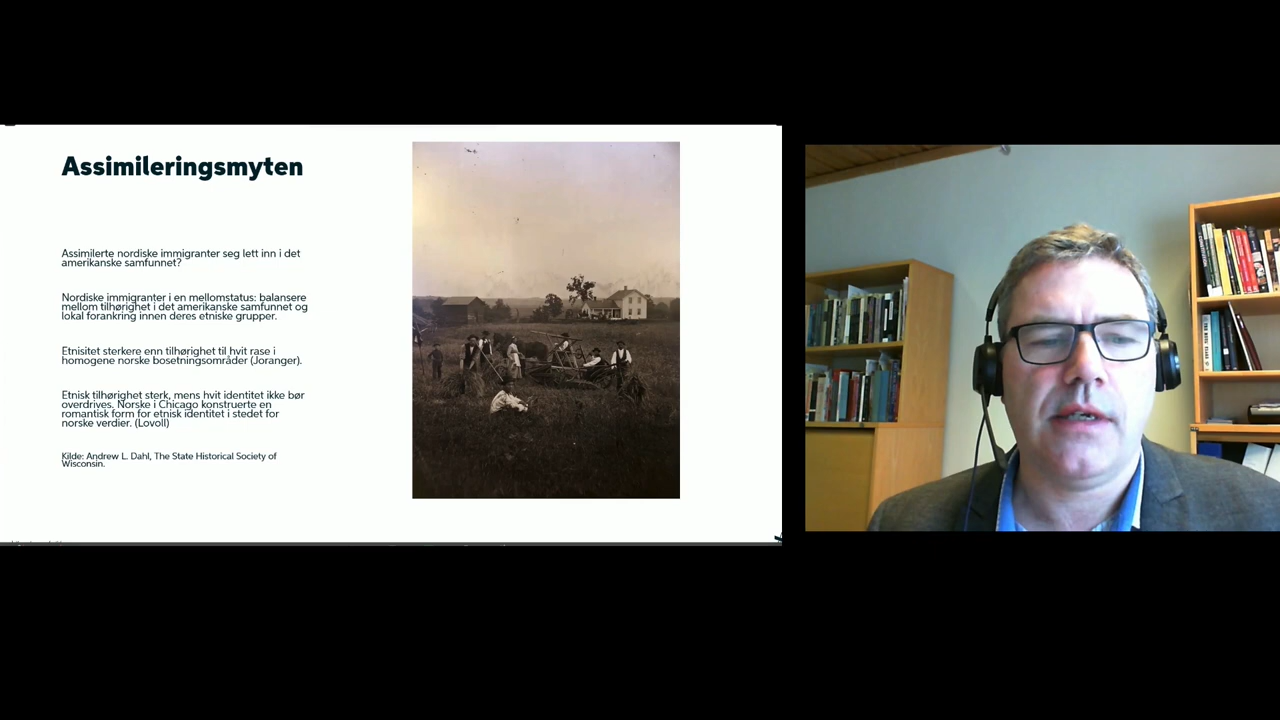 Assimileringsmyten
Assimilerte nordiske immigranter seg lett inn i det
amerikanske samfunnet?
Nordiske immigranter i en mellomstatus: balansere
mellom tilhørighet i det amerikanske samfunnet og
lokal forankring innen deres etniske grupper.
Etnisitet sterkere enn tilhørighet til hvit rase i
homogene norske bosetningsområder (Joranger).
Etnisk tilhørighet sterk, mens hvit identitet ikke bør
overdrives. Norske i Chicago konstruerte en
romantisk form for etnisk identitet i stedet for
norske verdier. (Lovoll)
Kilde: Andrew L. Dahl, The State Historical Society of
Wisconsin.